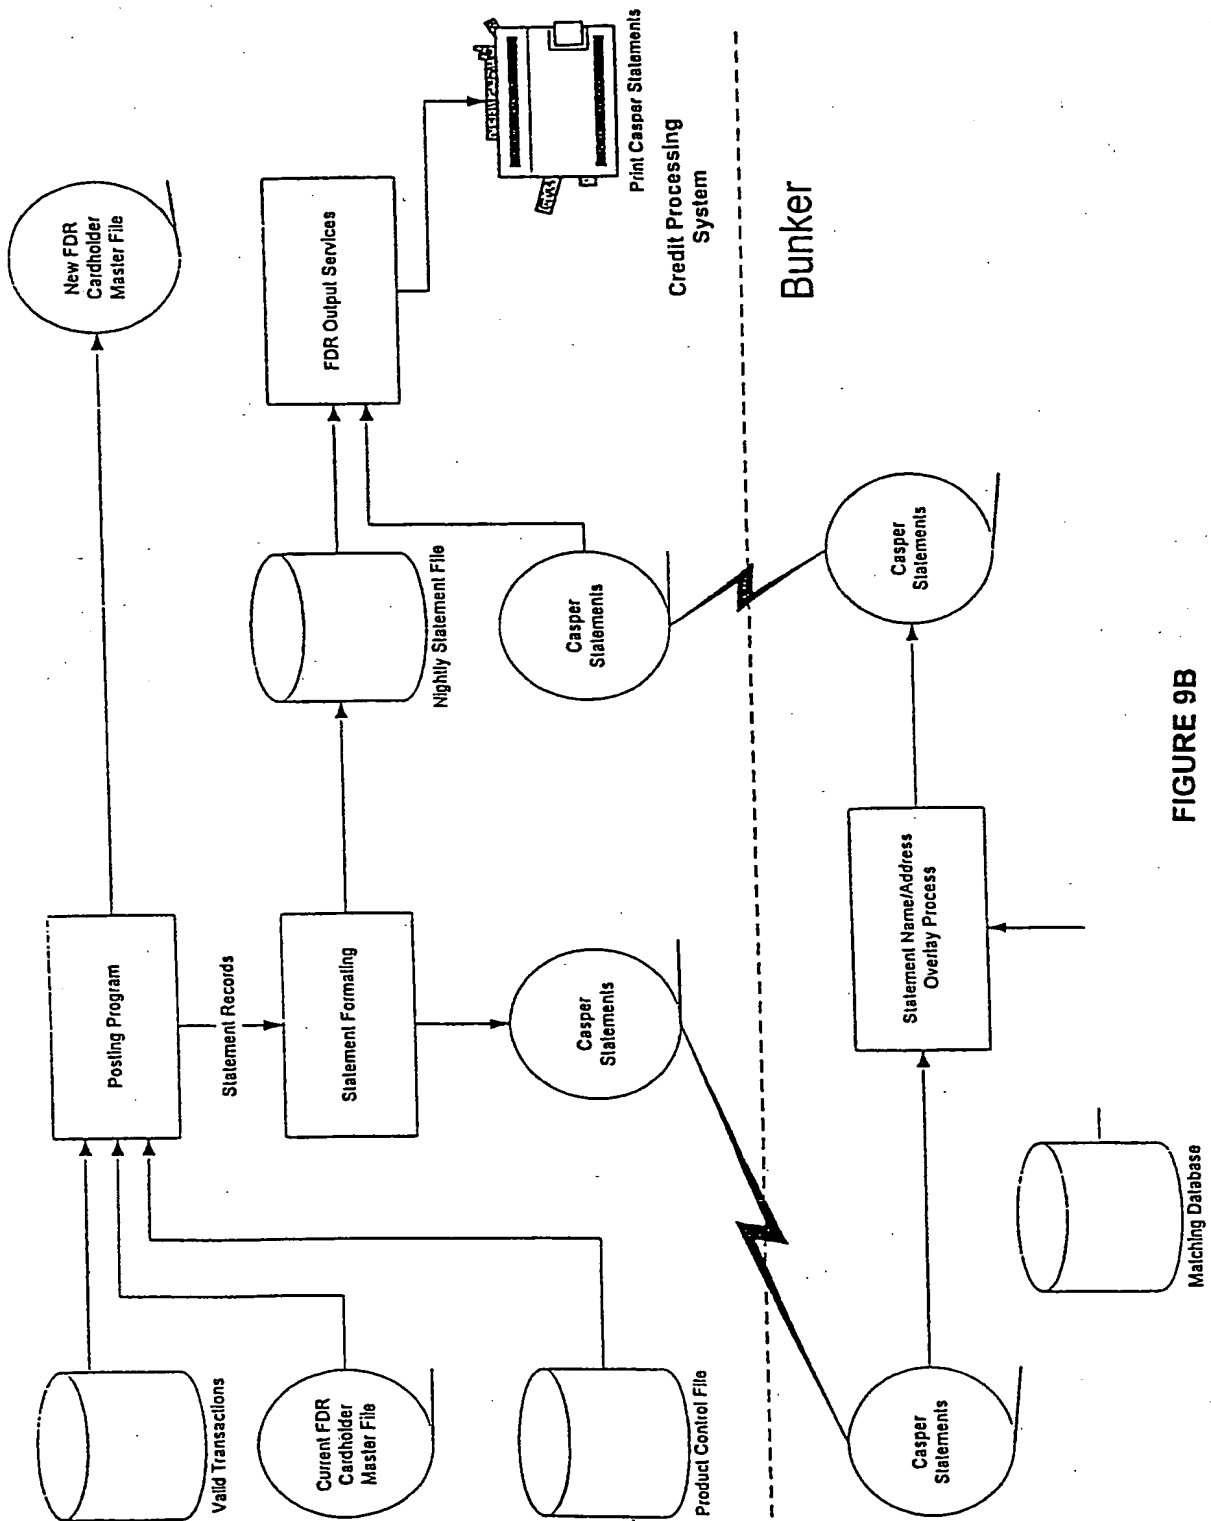 Valid Transactions
Current FDR
Cardholder
Master File
Product Control File
Posting Program
Statement Records
Statement Formating
Casper
Statements
New FDR
Cardholder
Master File
Nightly Statement File
Casper
Statements
FDR Output Services
Print Casper Statements
Credit Processing
System
Bunker
Casper
Statements
Matching Database
Statement Name/Address
Overlay Process
Casper
Statements
FIGURE 9B